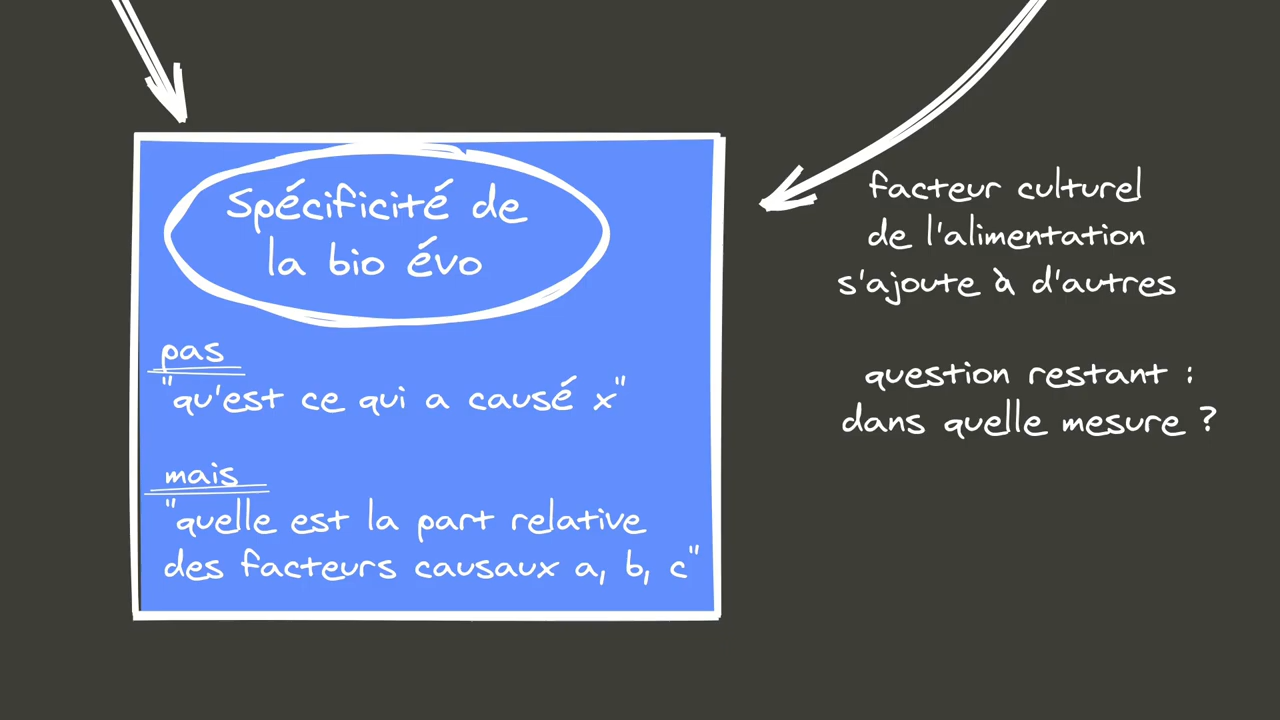 Spécificité de
la bio évo
pas
"qu'est ce qui a causé x"
mais
"quelle est la part relative
des facteurs causaux a, b, c"
facteur culturel
de l'alimentation
s'ajoute à d'autres
question restant :
dans quelle mesure ?